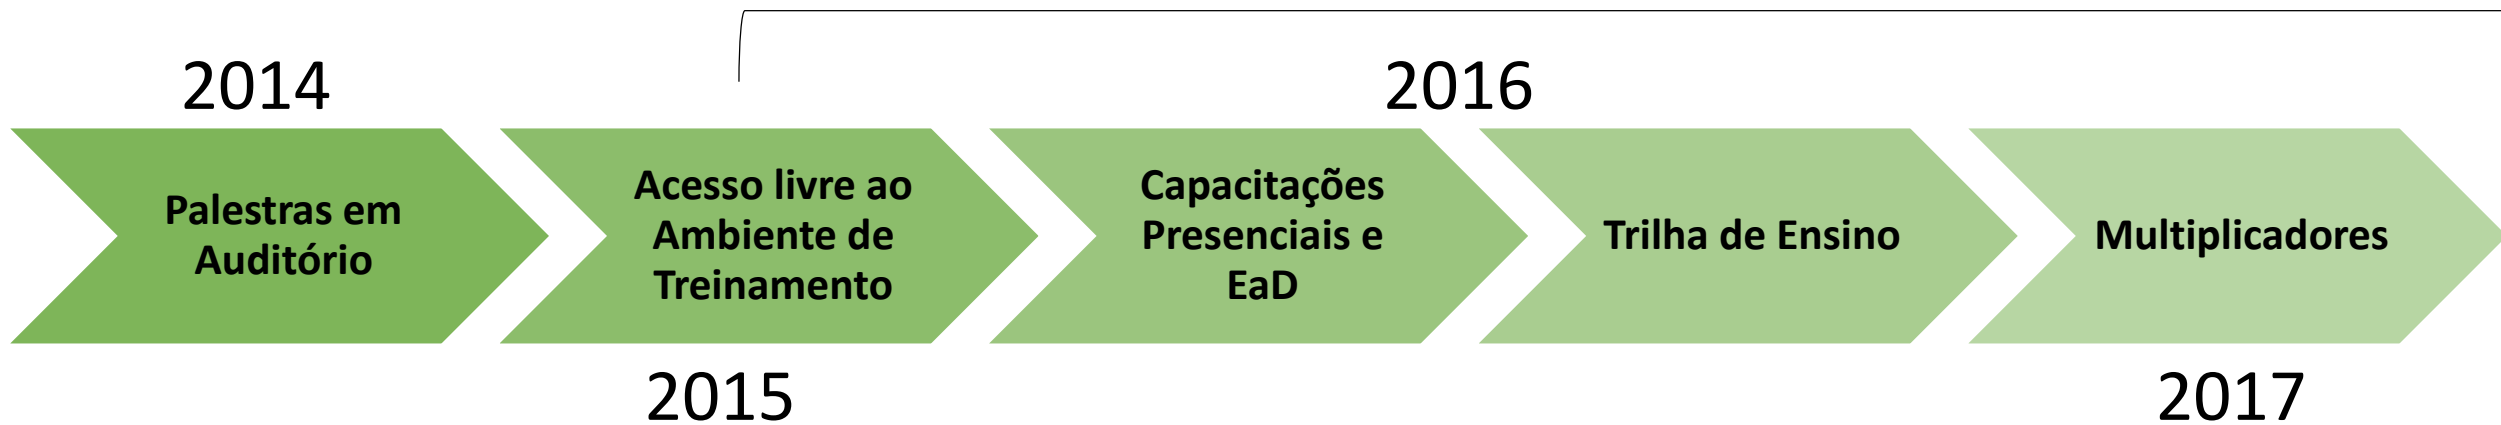 2014
2016
Palestras em
Auditório
Acesso livre ao
Ambiente de
Treinamento
Capacitações
Presenciais e
EaD
Trilha de Ensino
Multiplicadores
2015
2017